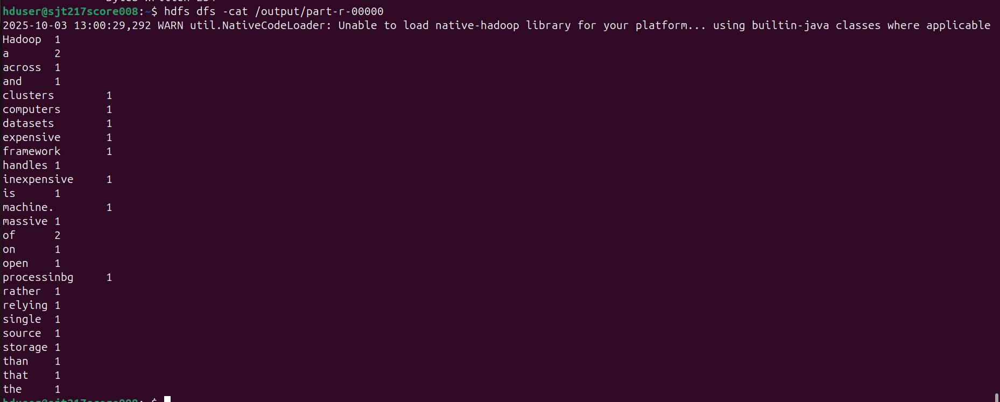 hduser@sjt217score008:~$ hdfs dfs -cat /output/part-r-00000
2025-10-03 13:00:29,292 WARN util.NativeCodeLoader: Unable to load native-hadoop library for your platform... using builtin-java classes where applicable
Hadoop 1
a 2
across 1
and 1
clusters 1
computers 1
datasets 1
expensive 1
framework 1
handles 1
inexpensive 1
is 1
machine. 1
massive 1
of 2
on 1
open 1
processinbg 1
rather 1
relying 1
single 1
source 1
storage 1
than 1
that 1
the 1
hduser@sjt217score008:~$